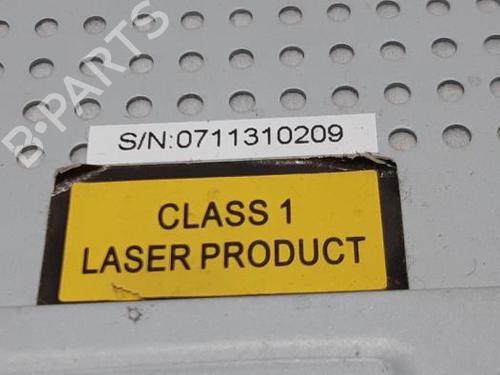 B-PARTS
S/N:0711310209
CLASS 1
LASER PRODUCT